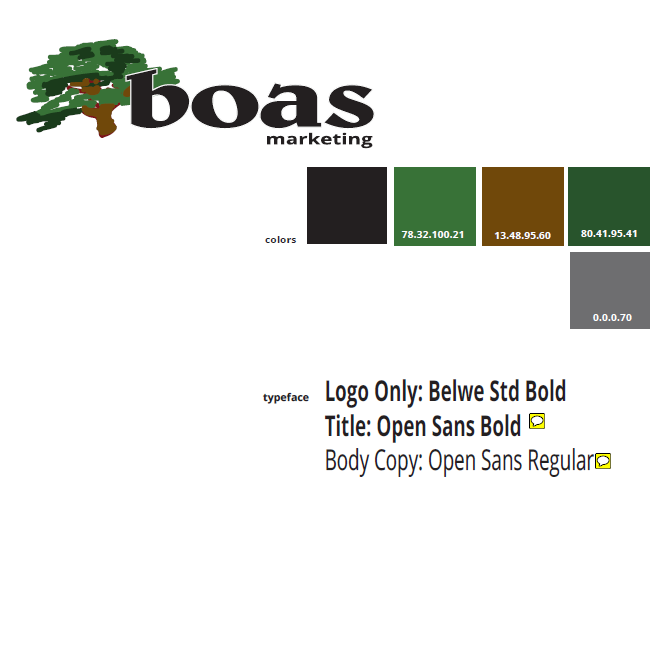 boas
marketing
colors
78.32.100.21
13.48.95.60
80.41.95.41
0.0.0.70
typeface
Logo Only: Belwe Std Bold
Title: Open Sans Bold
Body Copy: Open Sans Regular